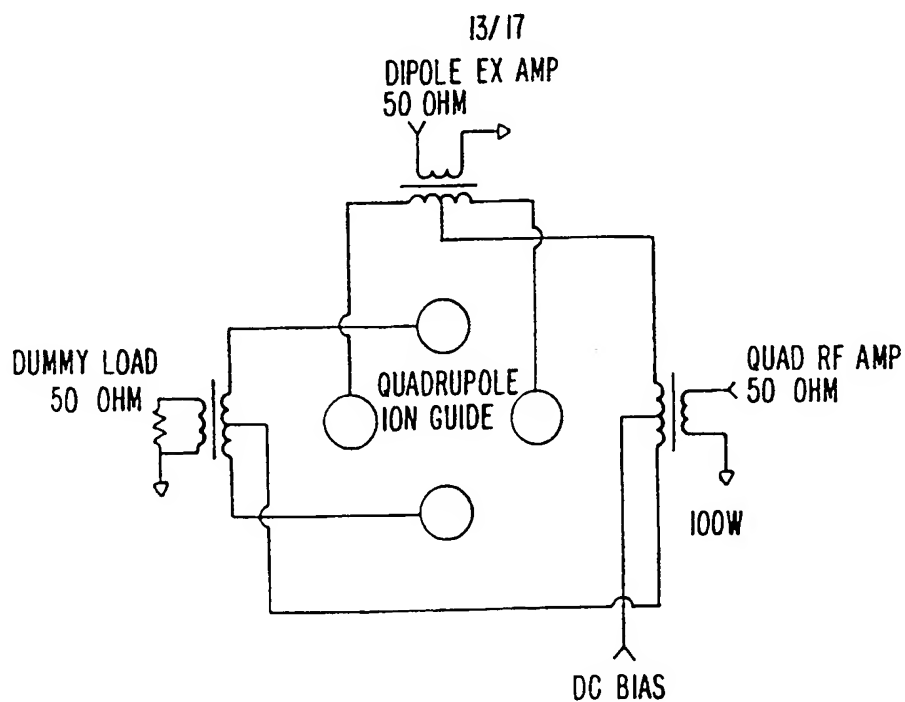 13/17
DIPOLE EX AMP
50 OHM
DUMMY LOAD
50 OHM
QUADRUPOLE
ION GUIDE
QUAD RF AMP
50 OHM
100W
DC BIAS